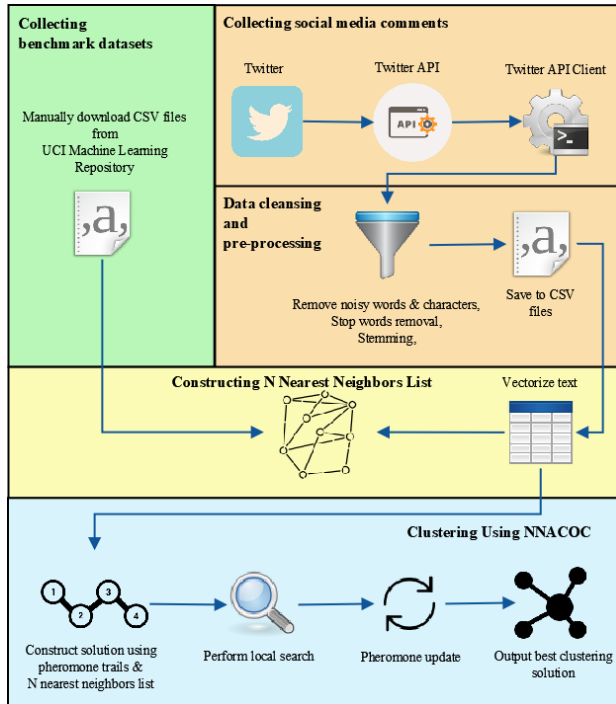 Collecting
benchmark datasets
Manually download CSV files
from
UCI Machine Learning
Repository
,a,
Collecting social media comments
Twitter
Twitter API
Twitter API Client
API
>_
Data cleansing
and
pre-processing
,a,
Remove noisy words & characters,
Stop words removal,
Stemming,
Save to CSV
files
Constructing N Nearest Neighbors List
Vectorize text
Clustering Using NNACOC
1
2
3
4
Construct solution using
pheromone trails &
N nearest neighbors list
Perform local search
Pheromone update
Output best clustering
solution